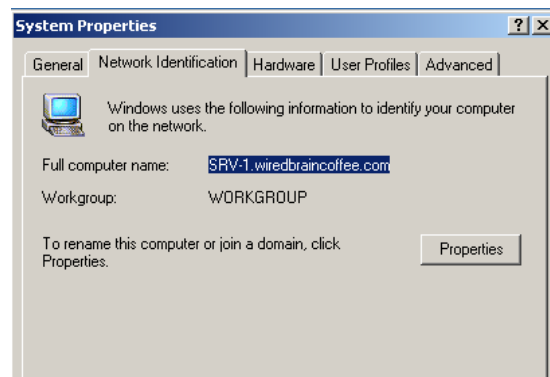 System Properties
General Network Identification Hardware User Profiles Advanced
Windows uses the following information to identify your computer
on the network.
Full computer name: SRV-1.wiredbraincoffee.com
Workgroup: WORKGROUP
To rename this computer or join a domain, click
Properties.
Properties